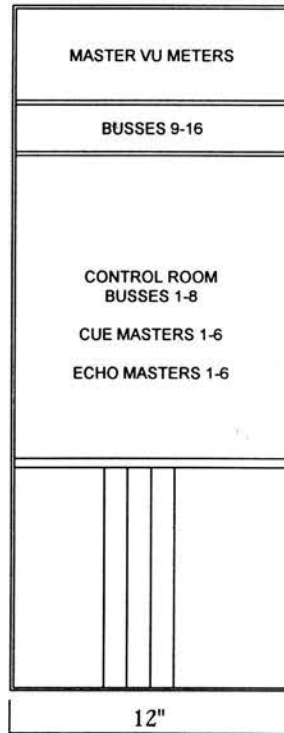 MASTER VU METERS
BUSSES 9-16
CONTROL ROOM
BUSSES 1-8
CUE MASTERS 1-6
ECHO MASTERS 1-6
12"